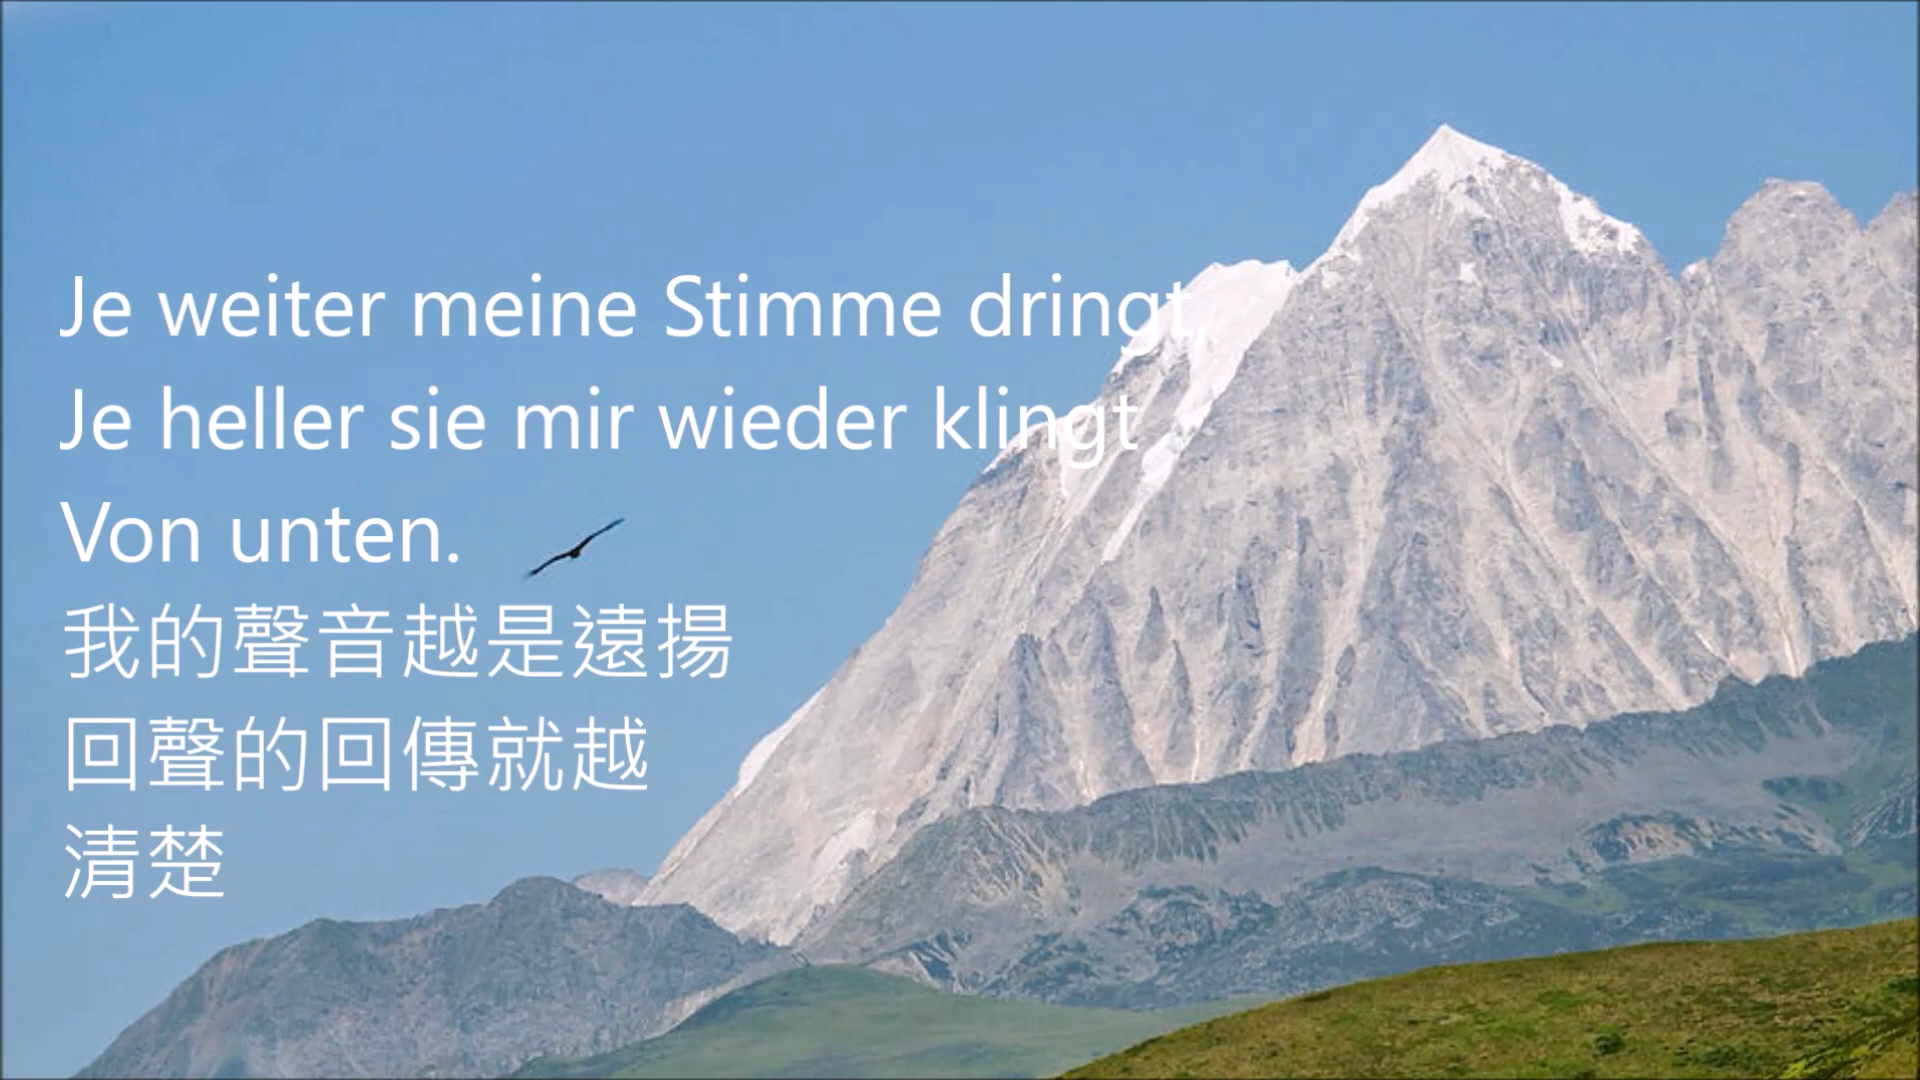 Je weiter meine Stimme dringt,
Je heller sie mir wieder klingt
Von unten.
我的聲音越是遠揚
回聲的回傳就越
清楚